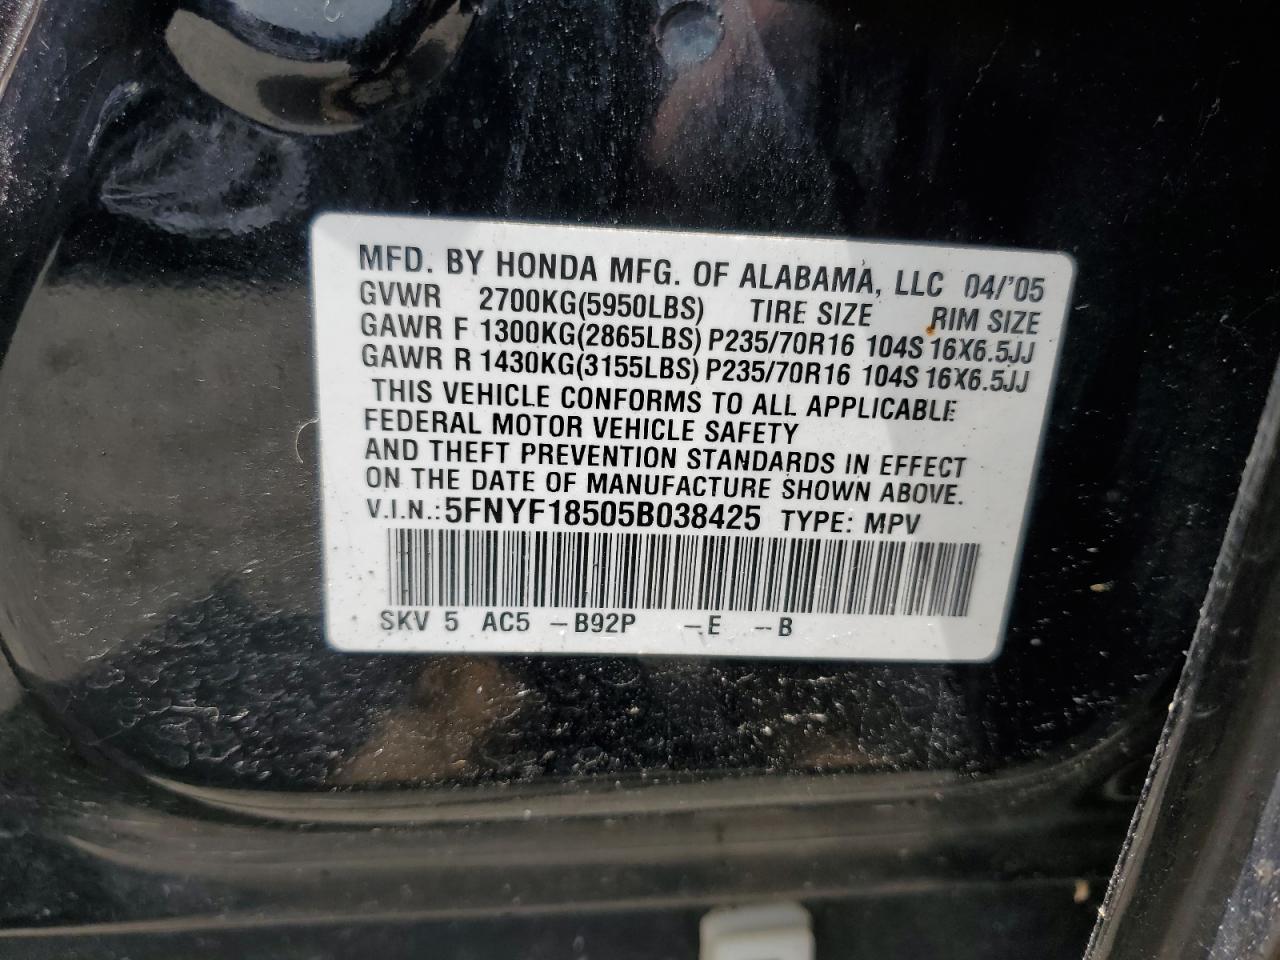 MFD. BY HONDA MFG. OF ALABAMA, LLC 04/'05
GVWR 2700KG(5950LBS) TIRE SIZE RIM SIZE
GAWR F 1300KG(2865LBS) P235/70R16 104S 16X6.5JJ
GAWR R 1430KG(3155LBS) P235/70R16 104S 16X6.5JJ
THIS VEHICLE CONFORMS TO ALL APPLICABLE
FEDERAL MOTOR VEHICLE SAFETY
AND THEFT PREVENTION STANDARDS IN EFFECT
ON THE DATE OF MANUFACTURE SHOWN ABOVE.
V.I.N.: 5FNYF18505B038425 TYPE: MPV
SKV 5 AC5 -B92P -E --B